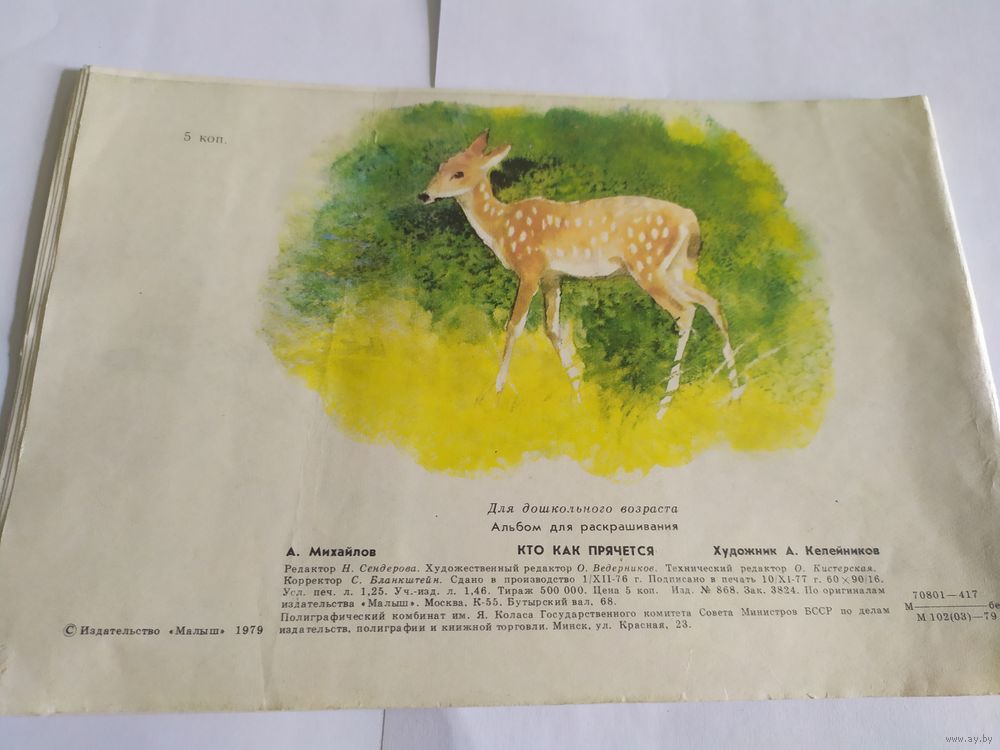 5 коп.
Для дошкольного возраста
Альбом для раскрашивания
А. Михайлов КТО КАК ПРЯЧЕТСЯ Художник А. Келейников
Редактор Н. Сендерова. Художественный редактор О. Ведерников. Технический редактор О. Кистерская.
Корректор С. Бланкштейн. Сдано в производство 1/XII-76 г. Подписано в печать 10/XI-77 г. 60×90/16.
Усл. печ. л. 1,25. Уч.-изд. л. 1,46. Тираж 500 000. Цена 5 коп. Изд. № 868. Зак. 3824. По оригиналам
издательства «Малыш». Москва. К-55. Бутырский вал, 68.
Полиграфический комбинат им. Я. Коласа Государственного комитета Совета Министров БССР по делам
издательств, полиграфии и книжной торговли. Минск, ул. Красная, 23.
70801—417
М бе
М 102(03)—79
© Издательство «Малыш» 1979
www.ay.by